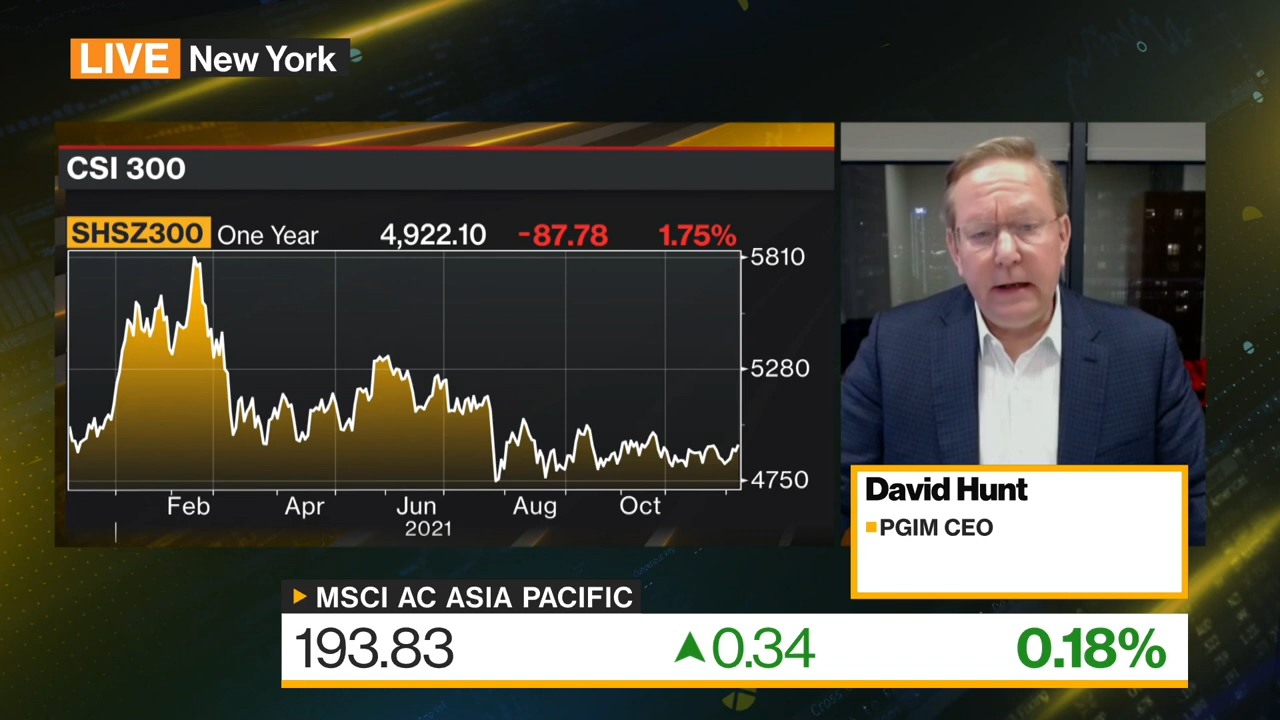 LIVE New York
CSI 300
SHSZ300 One Year 4,922.10 -87.78 1.75%
5810
5280
4750
Feb Apr Jun Aug Oct
2021
David Hunt
PGIM CEO
MSCI AC ASIA PACIFIC
193.83 0.34 0.18%